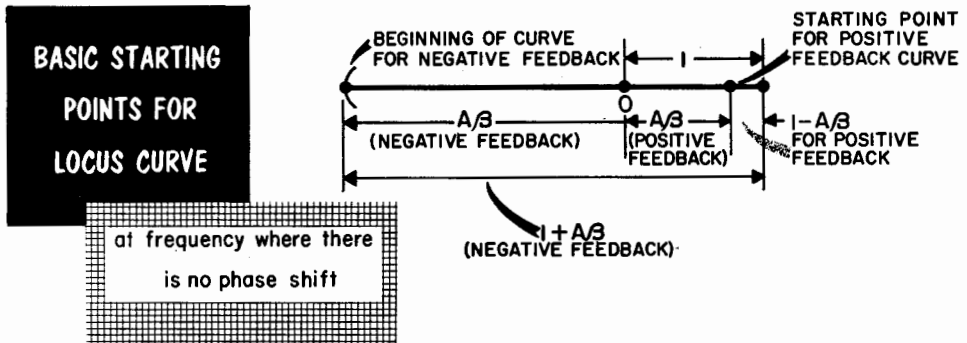 BASIC STARTING
POINTS FOR
LOCUS CURVE
at frequency where there
is no phase shift
BEGINNING OF CURVE
FOR NEGATIVE FEEDBACK
1
STARTING POINT
FOR POSITIVE
FEEDBACK CURVE
0
Aβ
(NEGATIVE FEEDBACK)
Aβ
(POSITIVE
FEEDBACK)
1-Aβ
FOR POSITIVE
FEEDBACK
1+Aβ
(NEGATIVE FEEDBACK)